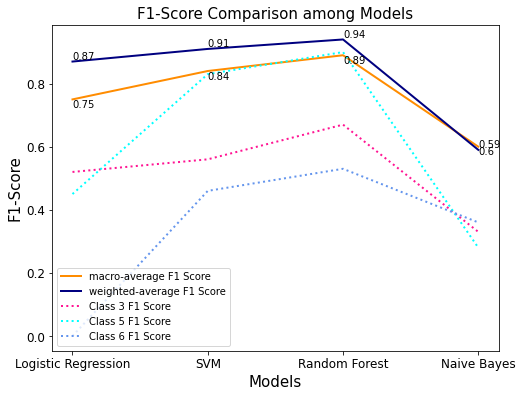 F1-Score Comparison among Models
F1-Score
0.8
0.6
0.4
0.2
0.0
0.87
0.91
0.94
0.59
0.75
0.84
0.89
0.6
macro-average F1 Score
weighted-average F1 Score
Class 3 F1 Score
Class 5 F1 Score
Class 6 F1 Score
Logistic Regression SVM Random Forest Naive Bayes
Models